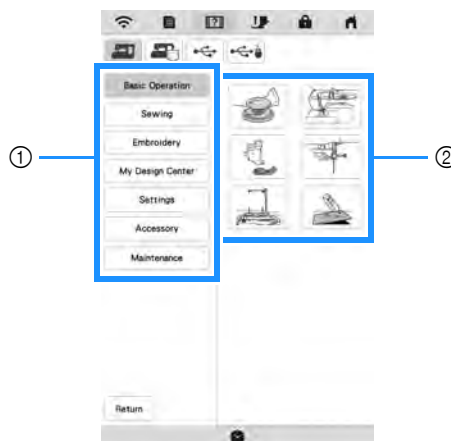 Basic Operation
Sewing
Embroidery
① ②
My Design Center
Settings
Accessory
Maintenance
Return